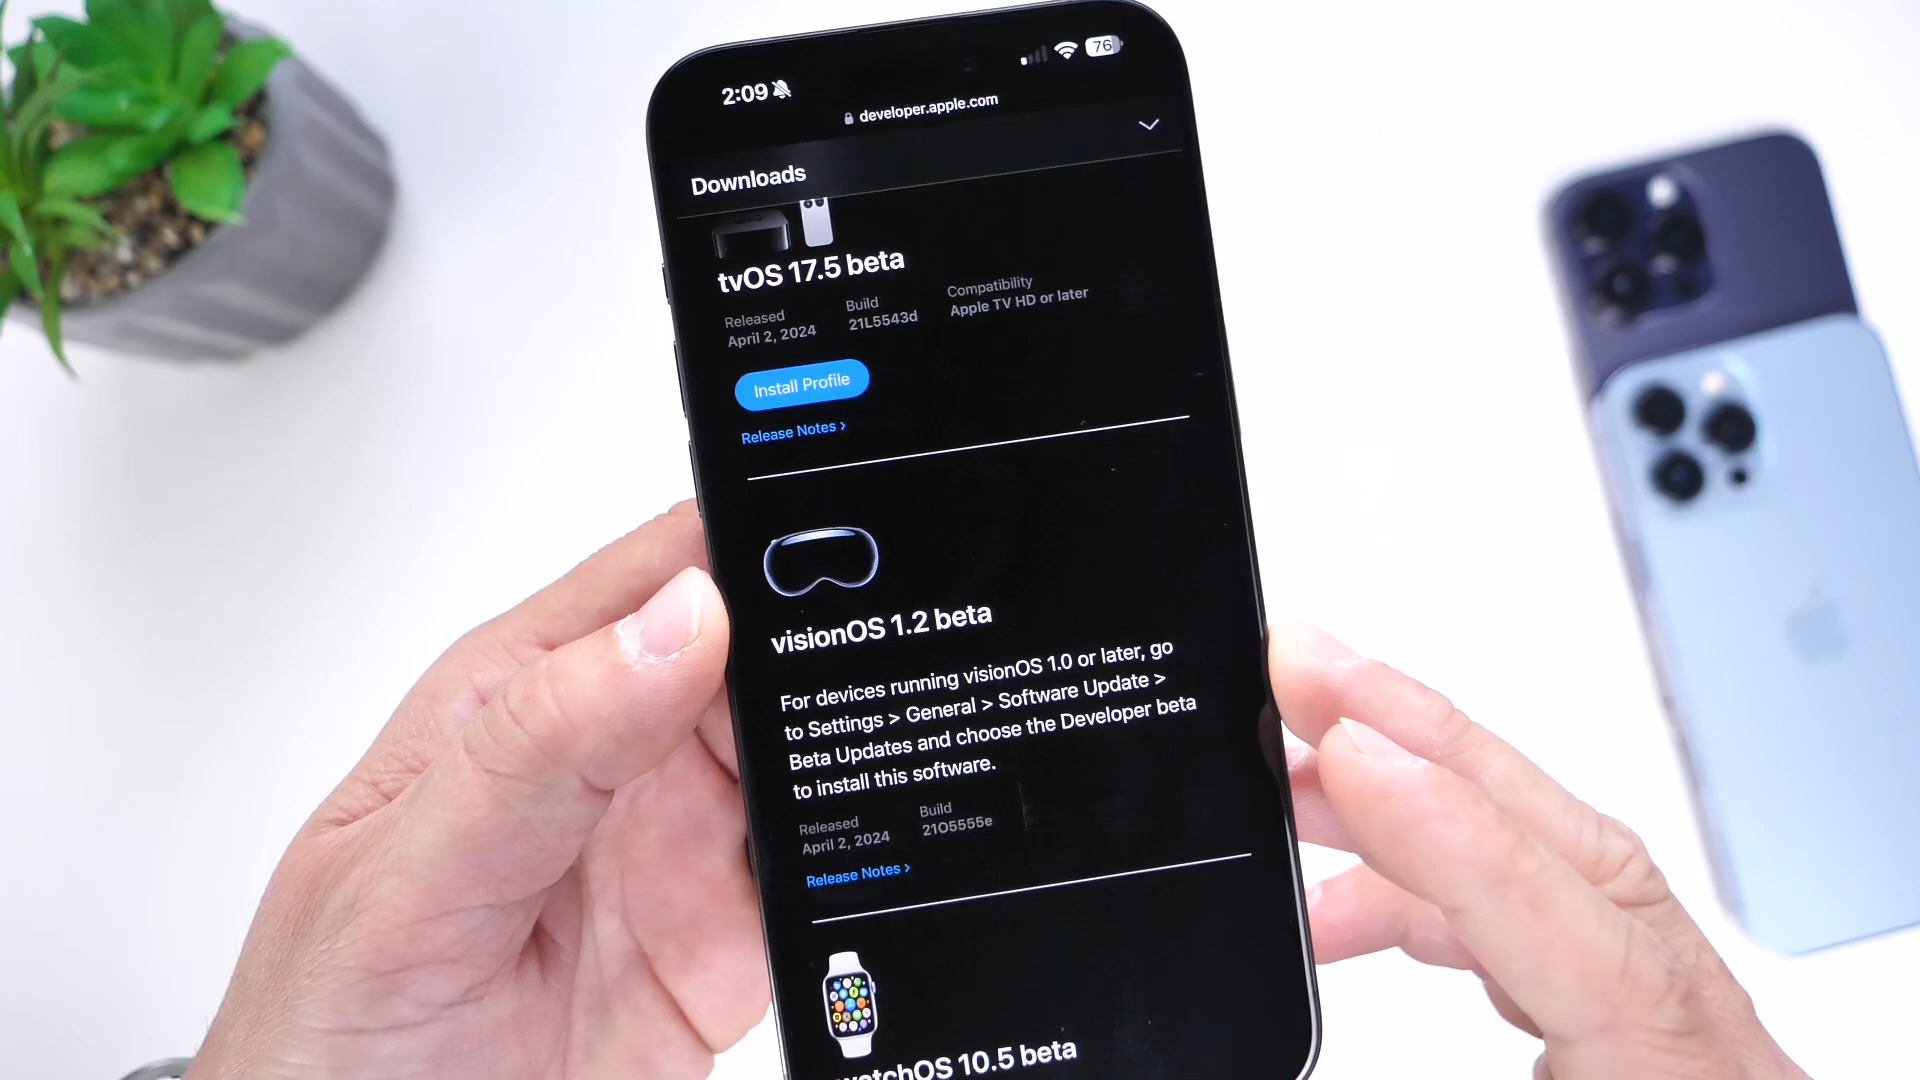 2:09
76
developer.apple.com
Downloads
tvOS 17.5 beta
Released
April 2, 2024
Build
21L5543d
Compatibility
Apple TV HD or later
Install Profile
Release Notes >
visionOS 1.2 beta
For devices running visionOS 1.0 or later, go
to Settings > General > Software Update >
Beta Updates and choose the Developer beta
to install this software.
Released
April 2, 2024
Build
21O5555e
Release Notes >
watchOS 10.5 beta